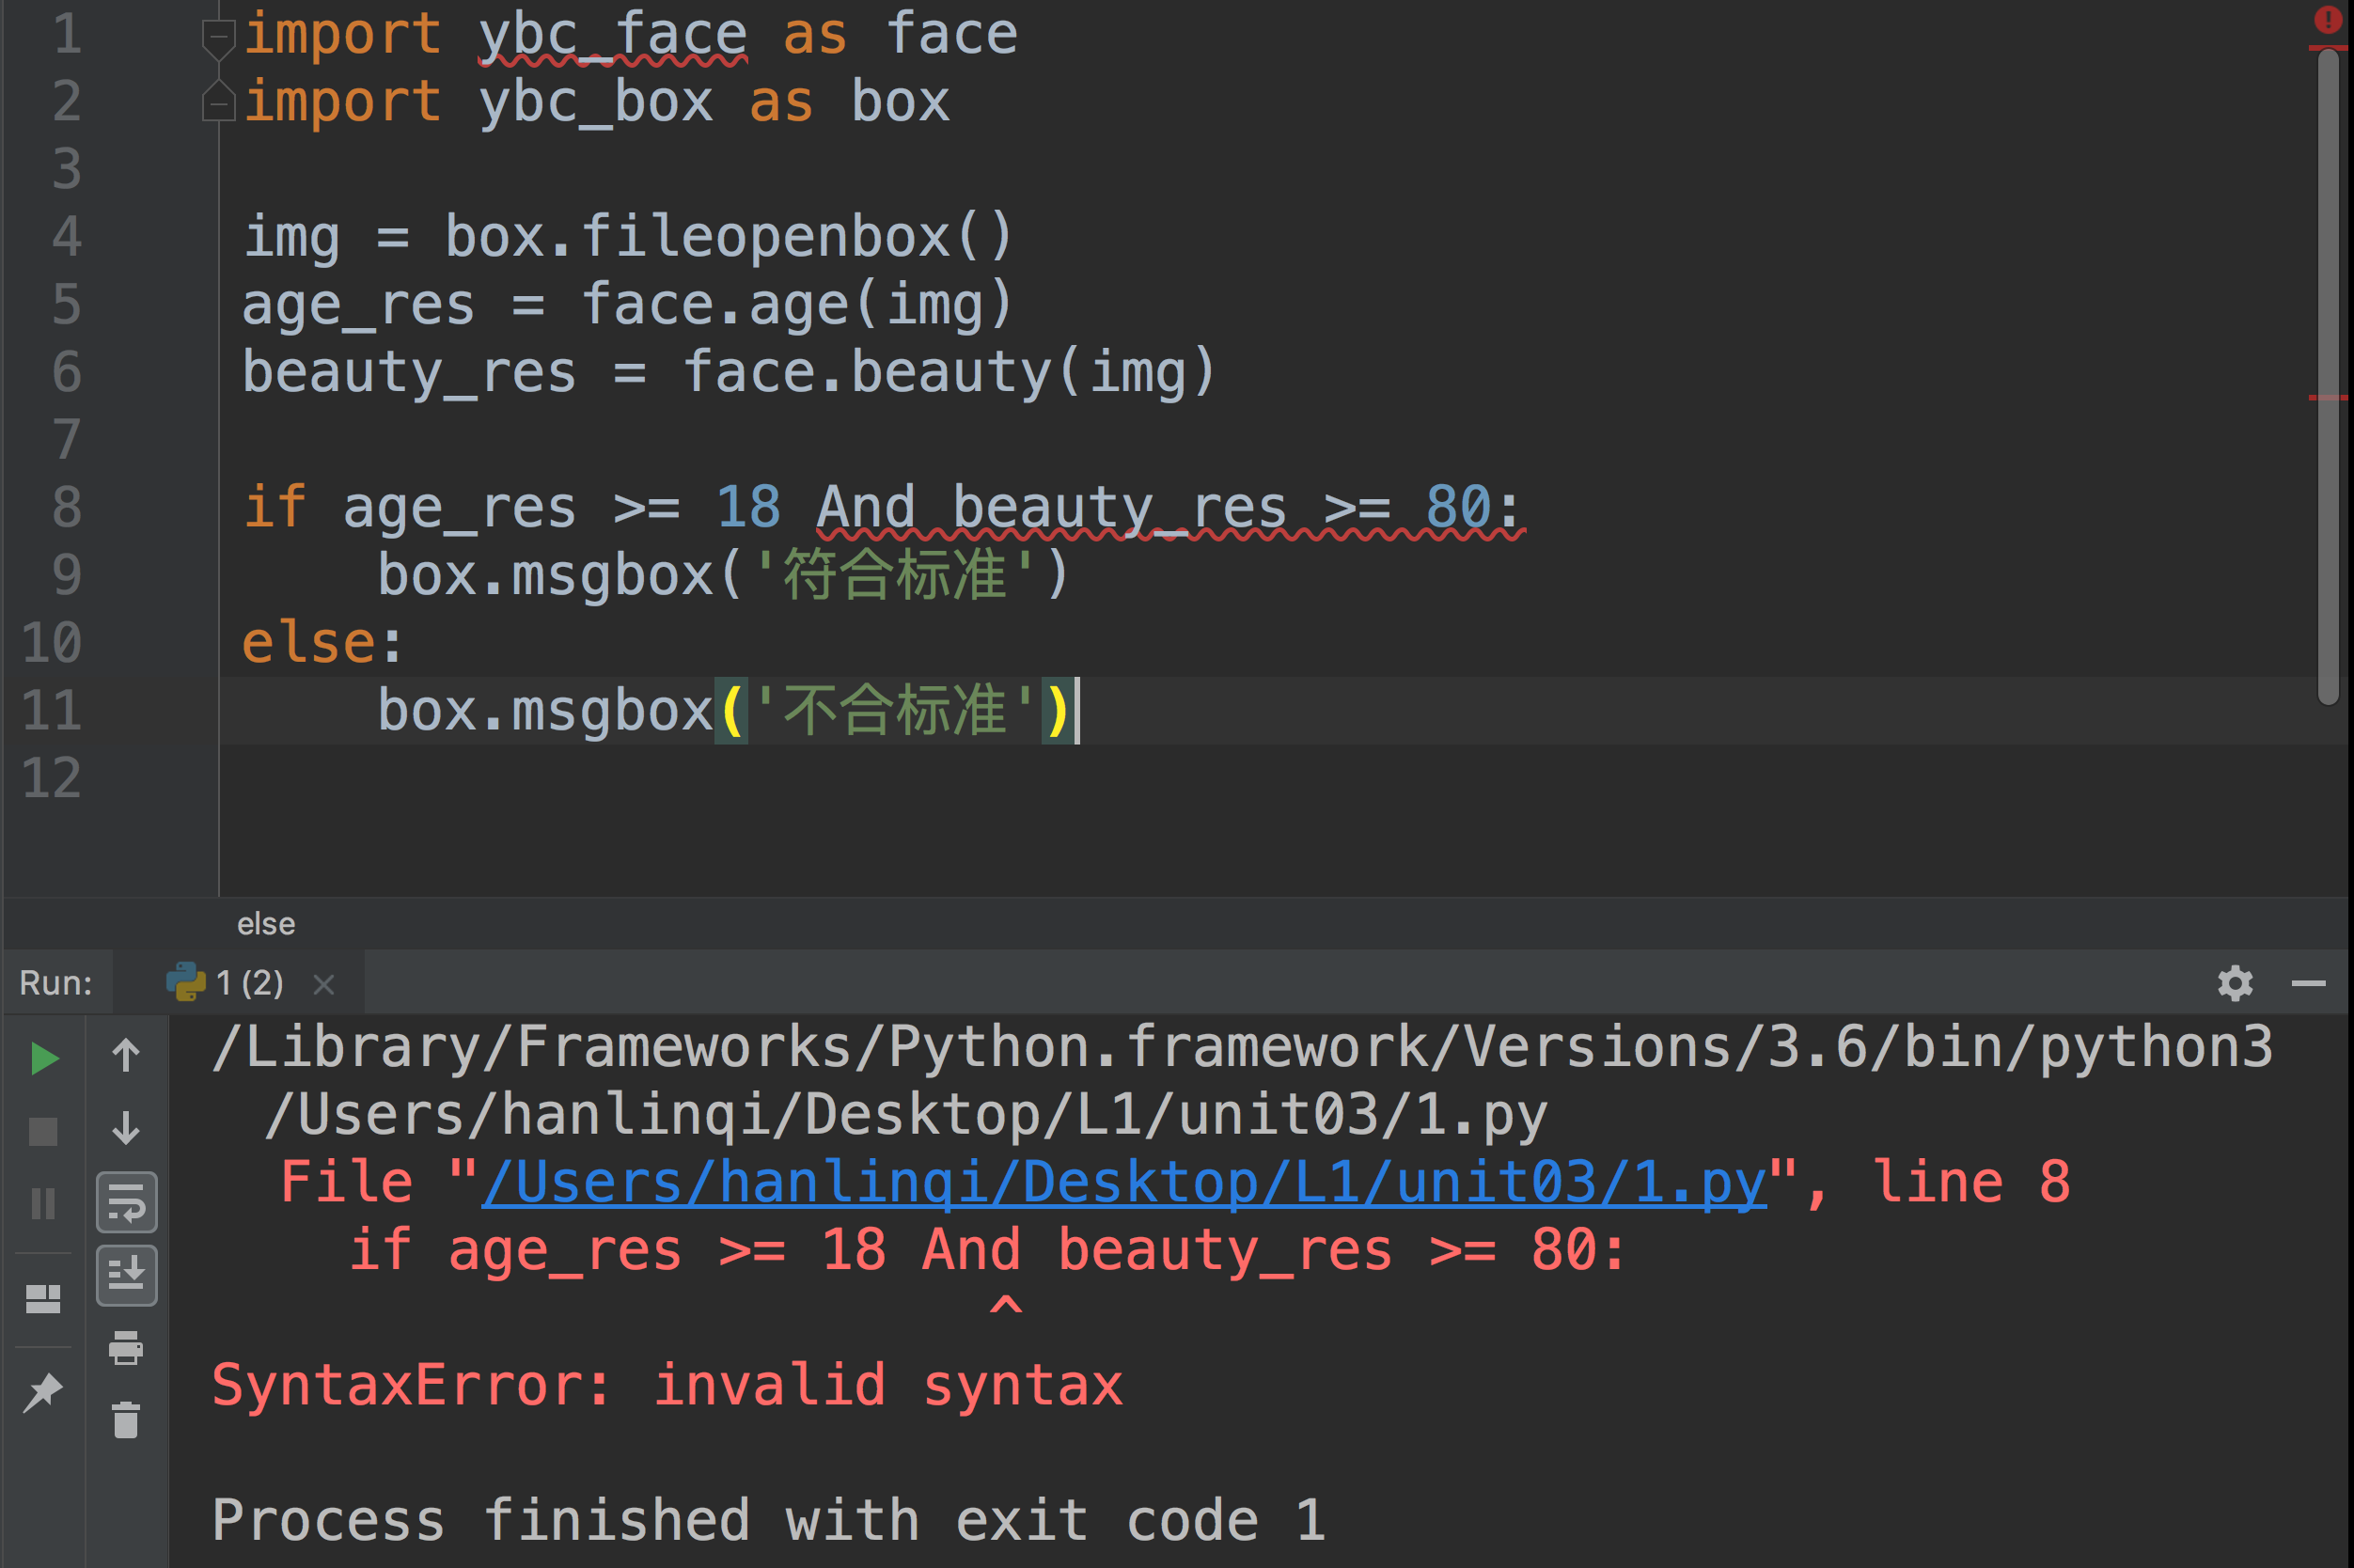 1 import ybc_face as face
2 import ybc_box as box
3
4 img = box.fileopenbox()
5 age_res = face.age(img)
6 beauty_res = face.beauty(img)
7
8 if age_res >= 18 And beauty_res >= 80:
9     box.msgbox('符合标准')
10 else:
11     box.msgbox('不合标准')
12
else
Run: 1 (2)
/Library/Frameworks/Python.framework/Versions/3.6/bin/python3
/Users/hanlinqi/Desktop/L1/unit03/1.py
File "/Users/hanlinqi/Desktop/L1/unit03/1.py", line 8
if age_res >= 18 And beauty_res >= 80:
^
SyntaxError: invalid syntax
Process finished with exit code 1